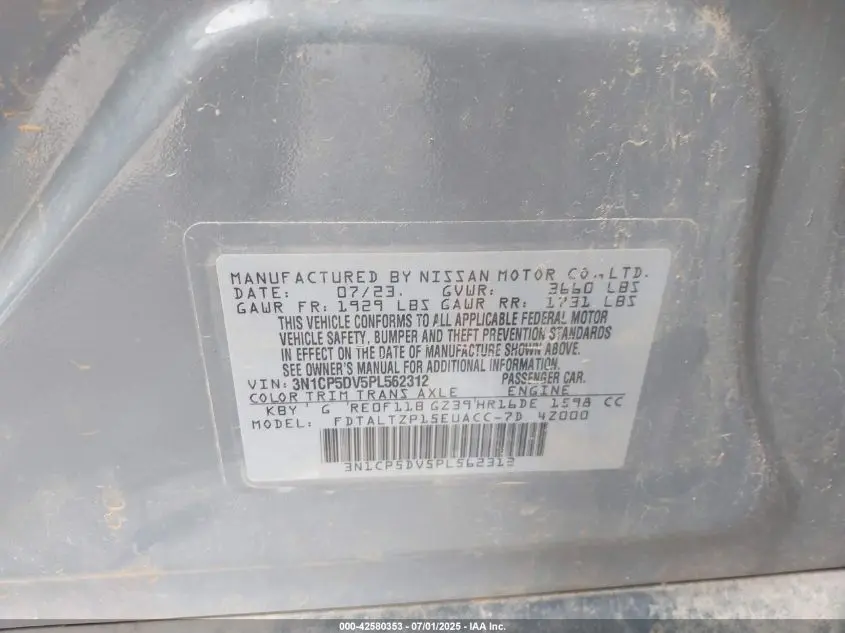 MANUFACTURED BY NISSAN MOTOR CO.,LTD.
DATE: 07/23. GVWR: 3660 LBS
GAWR FR: 1929 LBS GAWR RR: 1731 LBS
THIS VEHICLE CONFORMS TO ALL APPLICABLE FEDERAL MOTOR
VEHICLE SAFETY, BUMPER AND THEFT PREVENTION STANDARDS
IN EFFECT ON THE DATE OF MANUFACTURE SHOWN ABOVE.
SEE OWNER'S MANUAL FOR ADDITIONAL INFORMATION.
VIN: 3N1CP5DV5PL562312 PASSENGER CAR.
COLOR TRIM TRANS AXLE ENGINE
KBY G RE0F11B GZ39 HR16DE 1598 CC
MODEL: FDTALTZP15EUACC-7D 4Z000
3N1CP5DV5PL562312
000-42580353 - 07/01/2025 - IAA Inc.